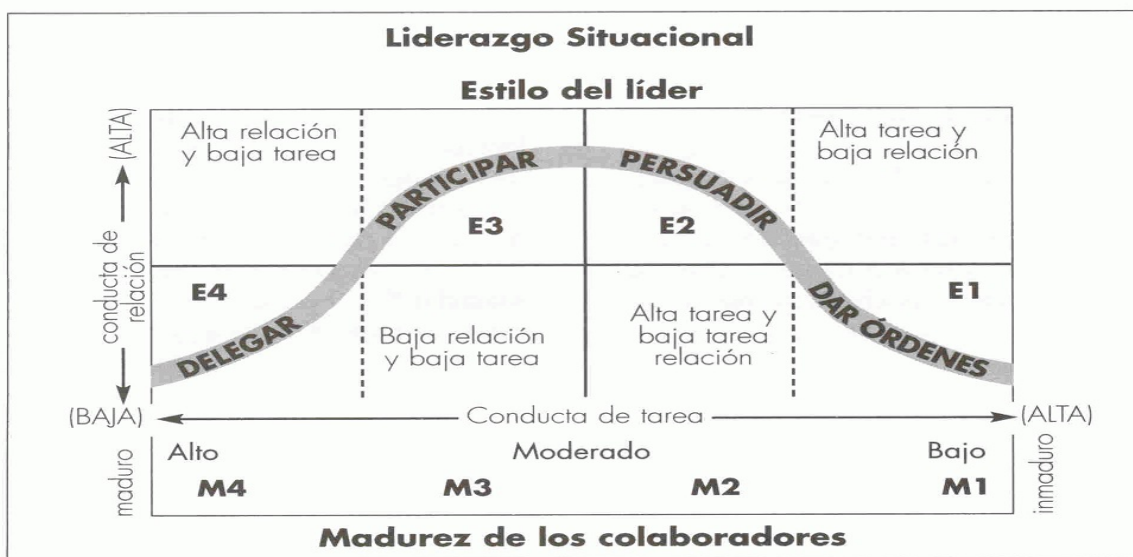 Liderazgo Situacional
Estilo del líder
(ALTA)
conducta de
relación
Alta relación
y baja tarea
PARTICIPAR
PERSUADIR
Alta tarea y
baja relación
E3
E2
E4
E1
DELEGAR
Baja relación
y baja tarea
Alta tarea y
baja tarea
relación
DAR ÓRDENES
(BAJA)
Conducta de tarea
(ALTA)
maduro
Alto
Moderado
Bajo
inmaduro
M4
M3
M2
M1
Madurez de los colaboradores